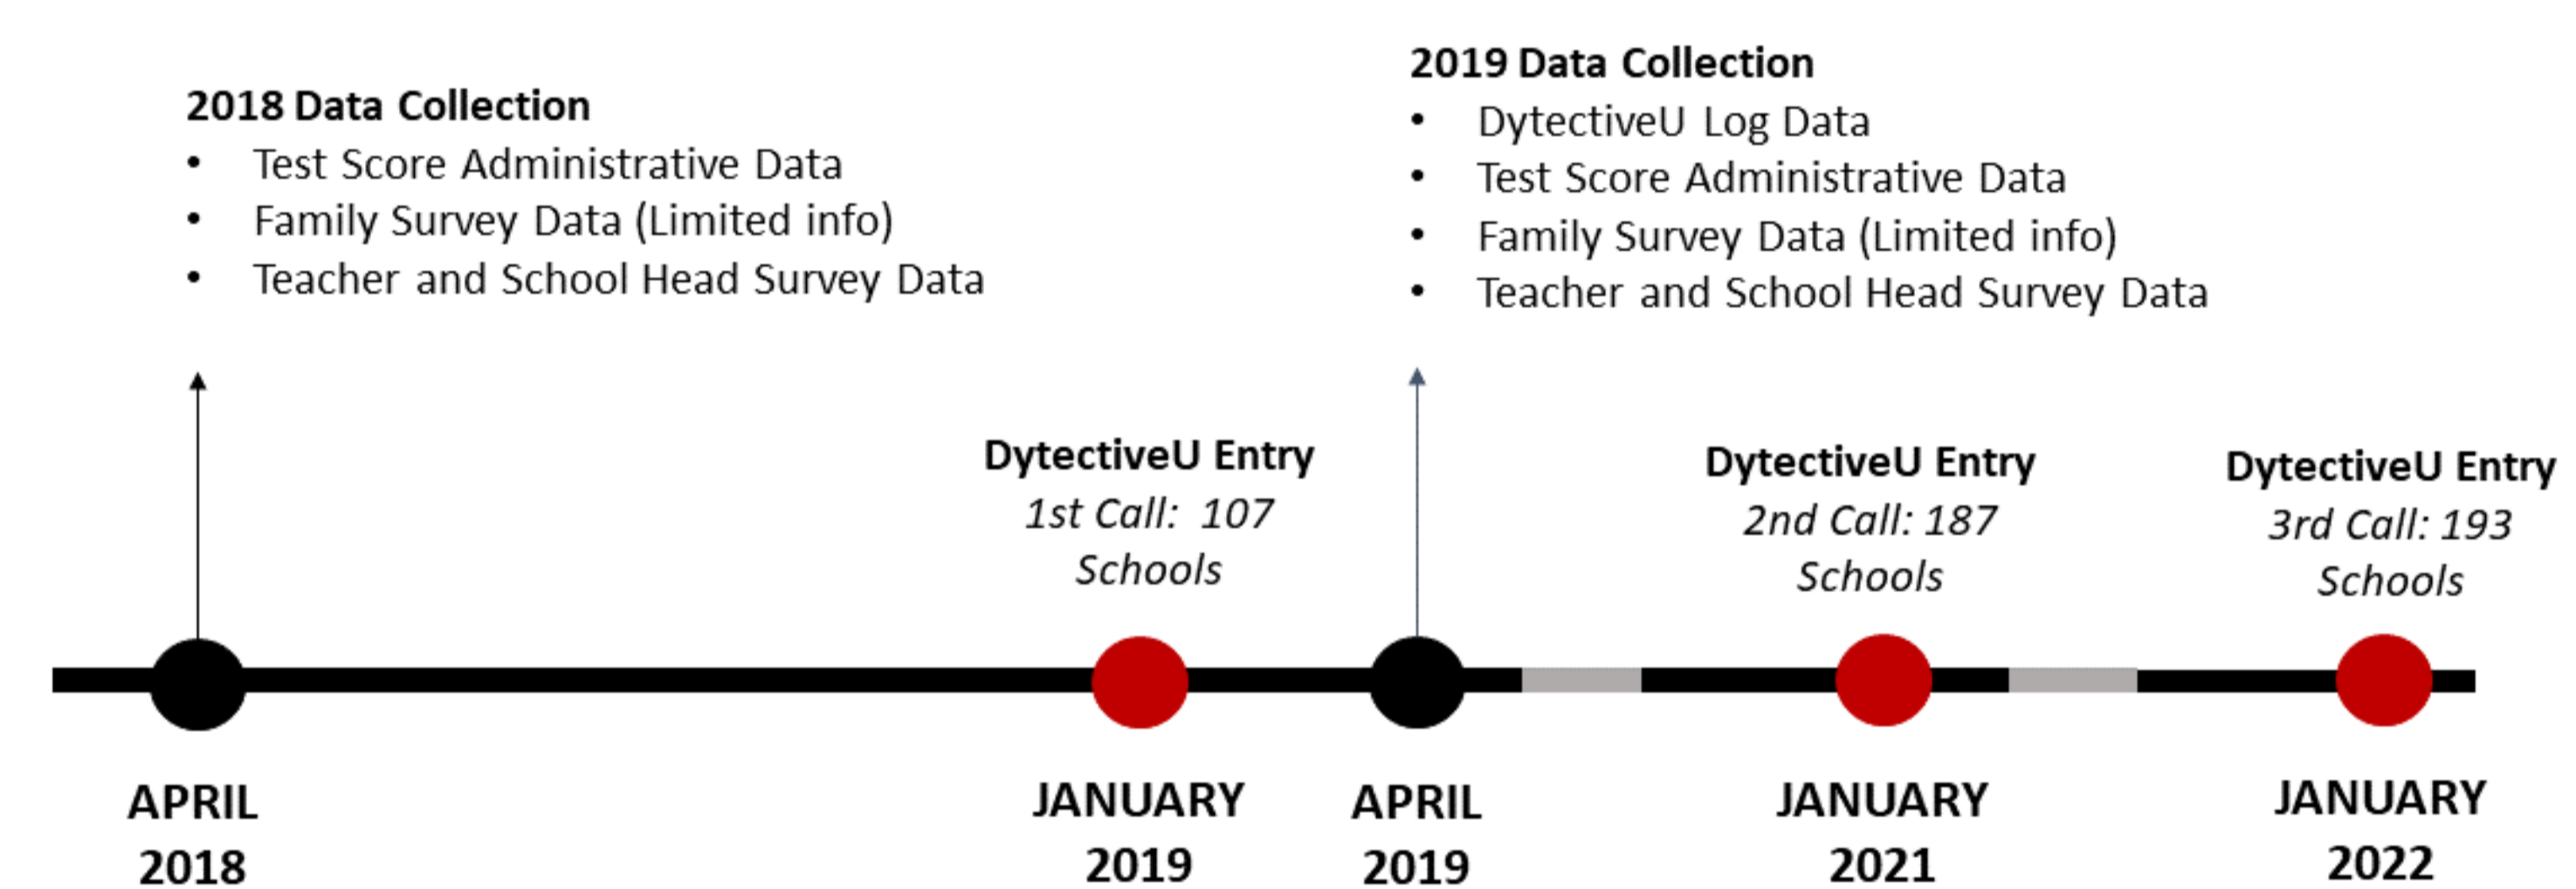 2018 Data Collection
• Test Score Administrative Data
• Family Survey Data (Limited info)
• Teacher and School Head Survey Data
2019 Data Collection
• DytectiveU Log Data
• Test Score Administrative Data
• Family Survey Data (Limited info)
• Teacher and School Head Survey Data
DytectiveU Entry
1st Call: 107
Schools
DytectiveU Entry
2nd Call: 187
Schools
DytectiveU Entry
3rd Call: 193
Schools
APRIL
2018
JANUARY
2019
APRIL
2019
JANUARY
2021
JANUARY
2022